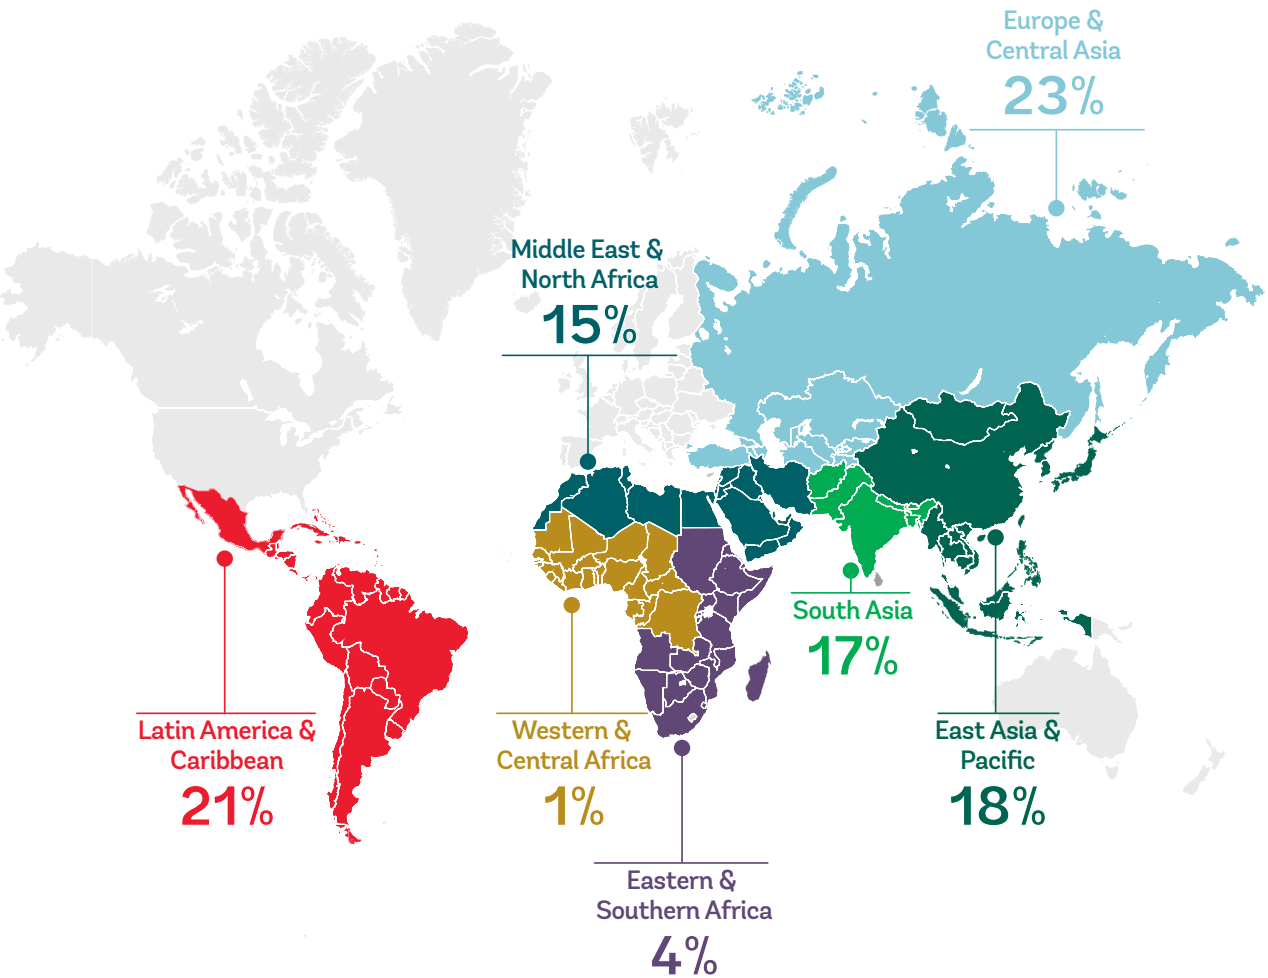 Europe &
Central Asia
23%
Middle East &
North Africa
15%
South Asia
17%
Latin America &
Caribbean
21%
Western &
Central Africa
1%
East Asia &
Pacific
18%
Eastern &
Southern Africa
4%